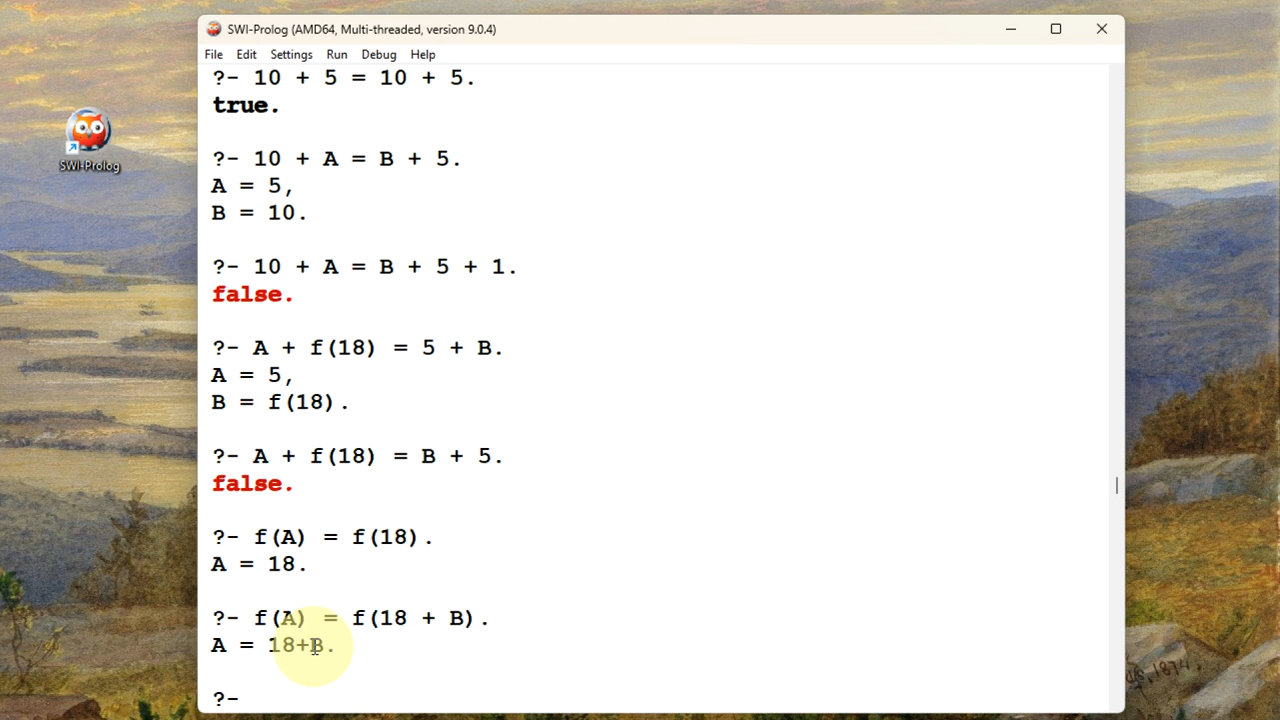 SWI-Prolog (AMD64, Multi-threaded, version 9.0.4)
File Edit Settings Run Debug Help
?- 10 + 5 = 10 + 5.
true.
?- 10 + A = B + 5.
A = 5,
B = 10.
?- 10 + A = B + 5 + 1.
false.
?- A + f(18) = 5 + B.
A = 5,
B = f(18).
?- A + f(18) = B + 5.
false.
?- f(A) = f(18).
A = 18.
?- f(A) = f(18 + B).
A = 18+B.
?-
SWI-Prolog
1874.